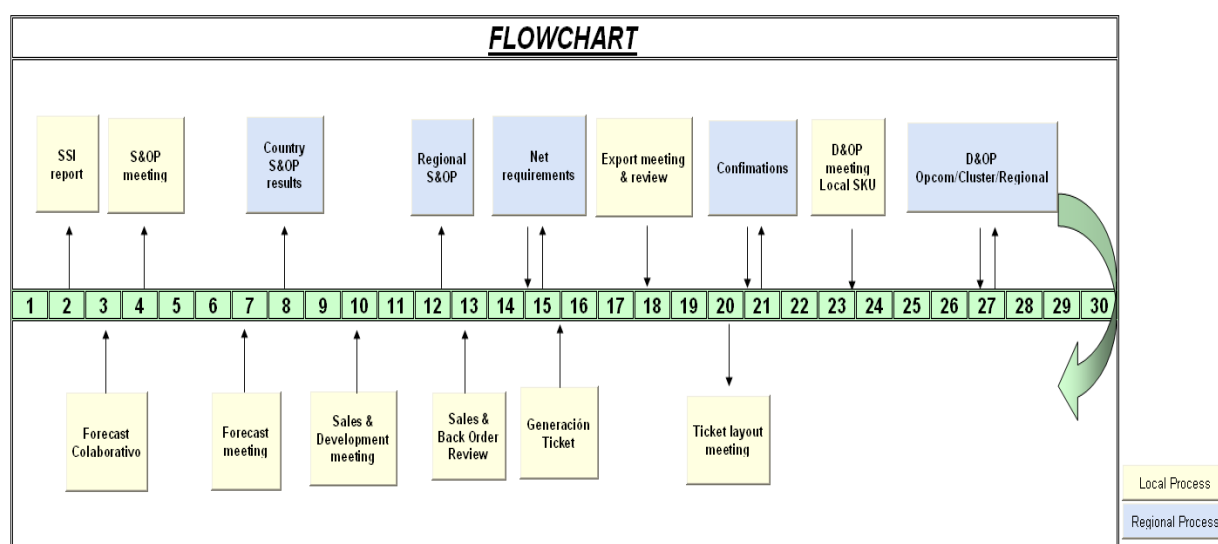 FLOWCHART
SSI
report
S&OP
meeting
Country
S&OP
results
Regional
S&OP
Net
requirements
Export meeting
& review
Confimations
D&OP
meeting
Local SKU
D&OP
Opcom/Cluster/Regional
1 2 3 4 5 6 7 8 9 10 11 12 13 14 15 16 17 18 19 20 21 22 23 24 25 26 27 28 29 30
Forecast
Colaborativo
Forecast
meeting
Sales &
Development
meeting
Sales &
Back Order
Review
Generación
Ticket
Ticket layout
meeting
Local Process
Regional Process